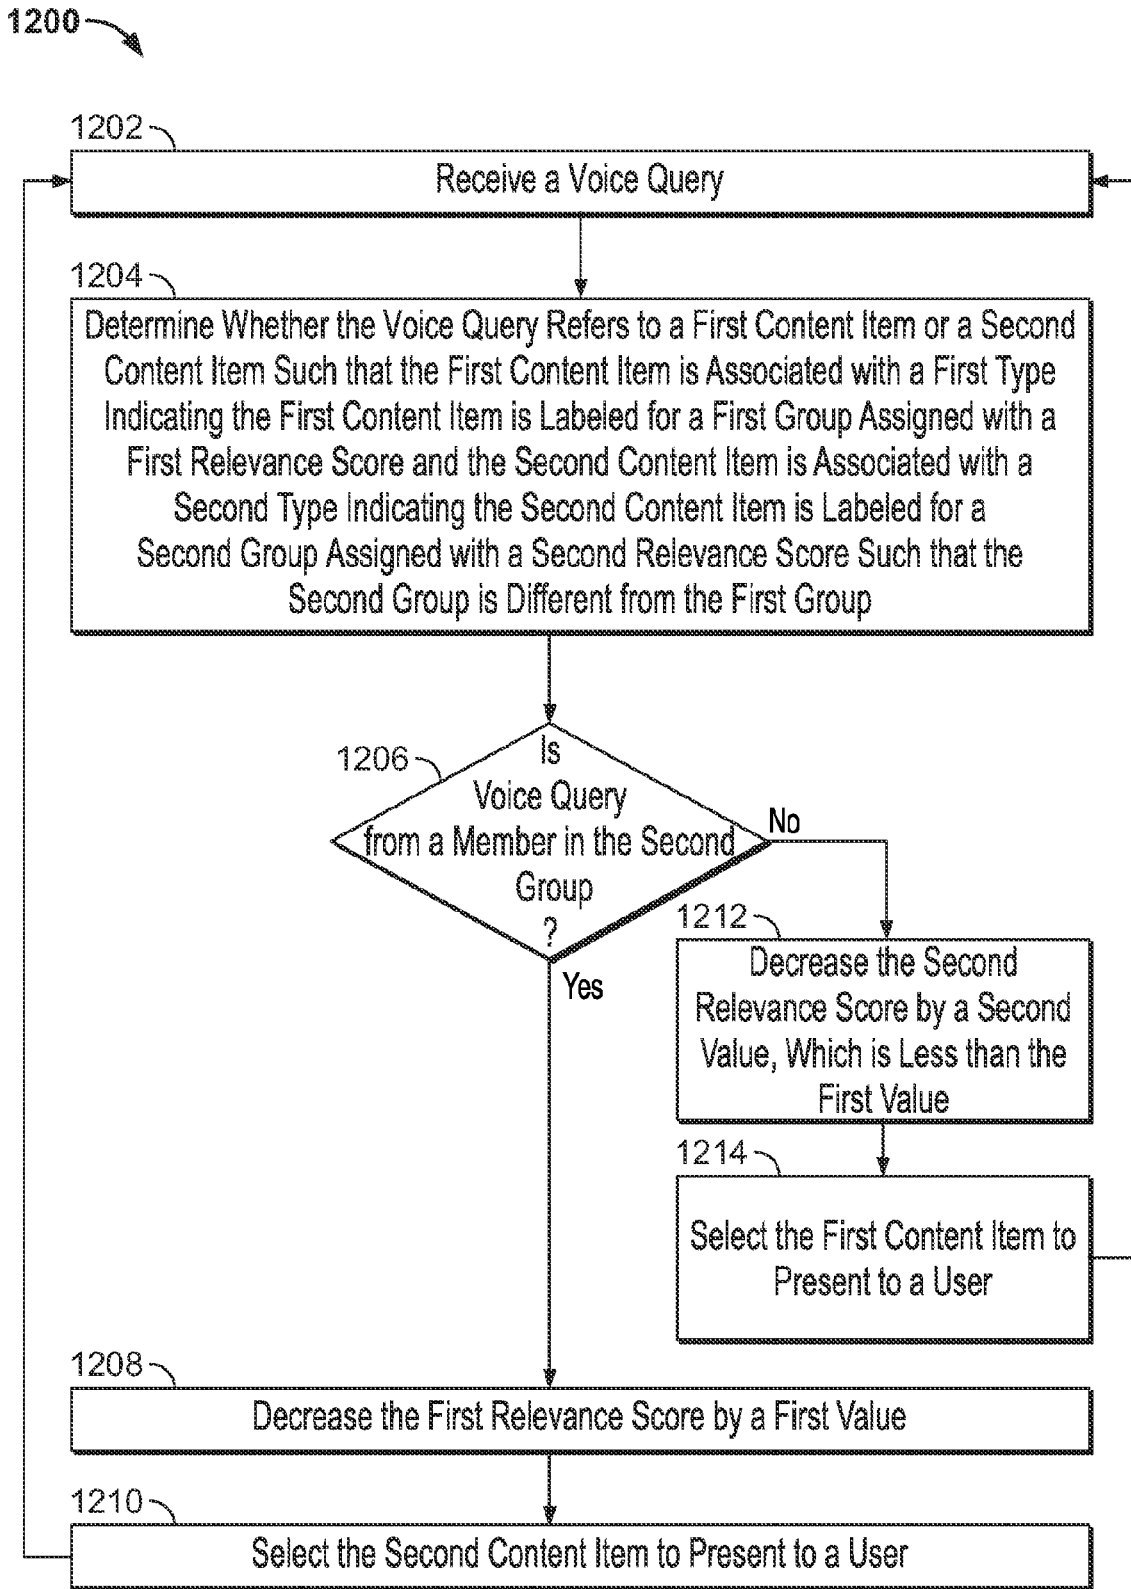 1200
1202
Receive a Voice Query
1204
Determine Whether the Voice Query Refers to a First Content Item or a Second
Content Item Such that the First Content Item is Associated with a First Type
Indicating the First Content Item is Labeled for a First Group Assigned with a
First Relevance Score and the Second Content Item is Associated with a
Second Type Indicating the Second Content Item is Labeled for a
Second Group Assigned with a Second Relevance Score Such that the
Second Group is Different from the First Group
1206
Is
Voice Query
from a Member in the Second
Group
?
No
Yes
1212
Decrease the Second
Relevance Score by a Second
Value, Which is Less than the
First Value
1214
Select the First Content Item to
Present to a User
1208
Decrease the First Relevance Score by a First Value
1210
Select the Second Content Item to Present to a User